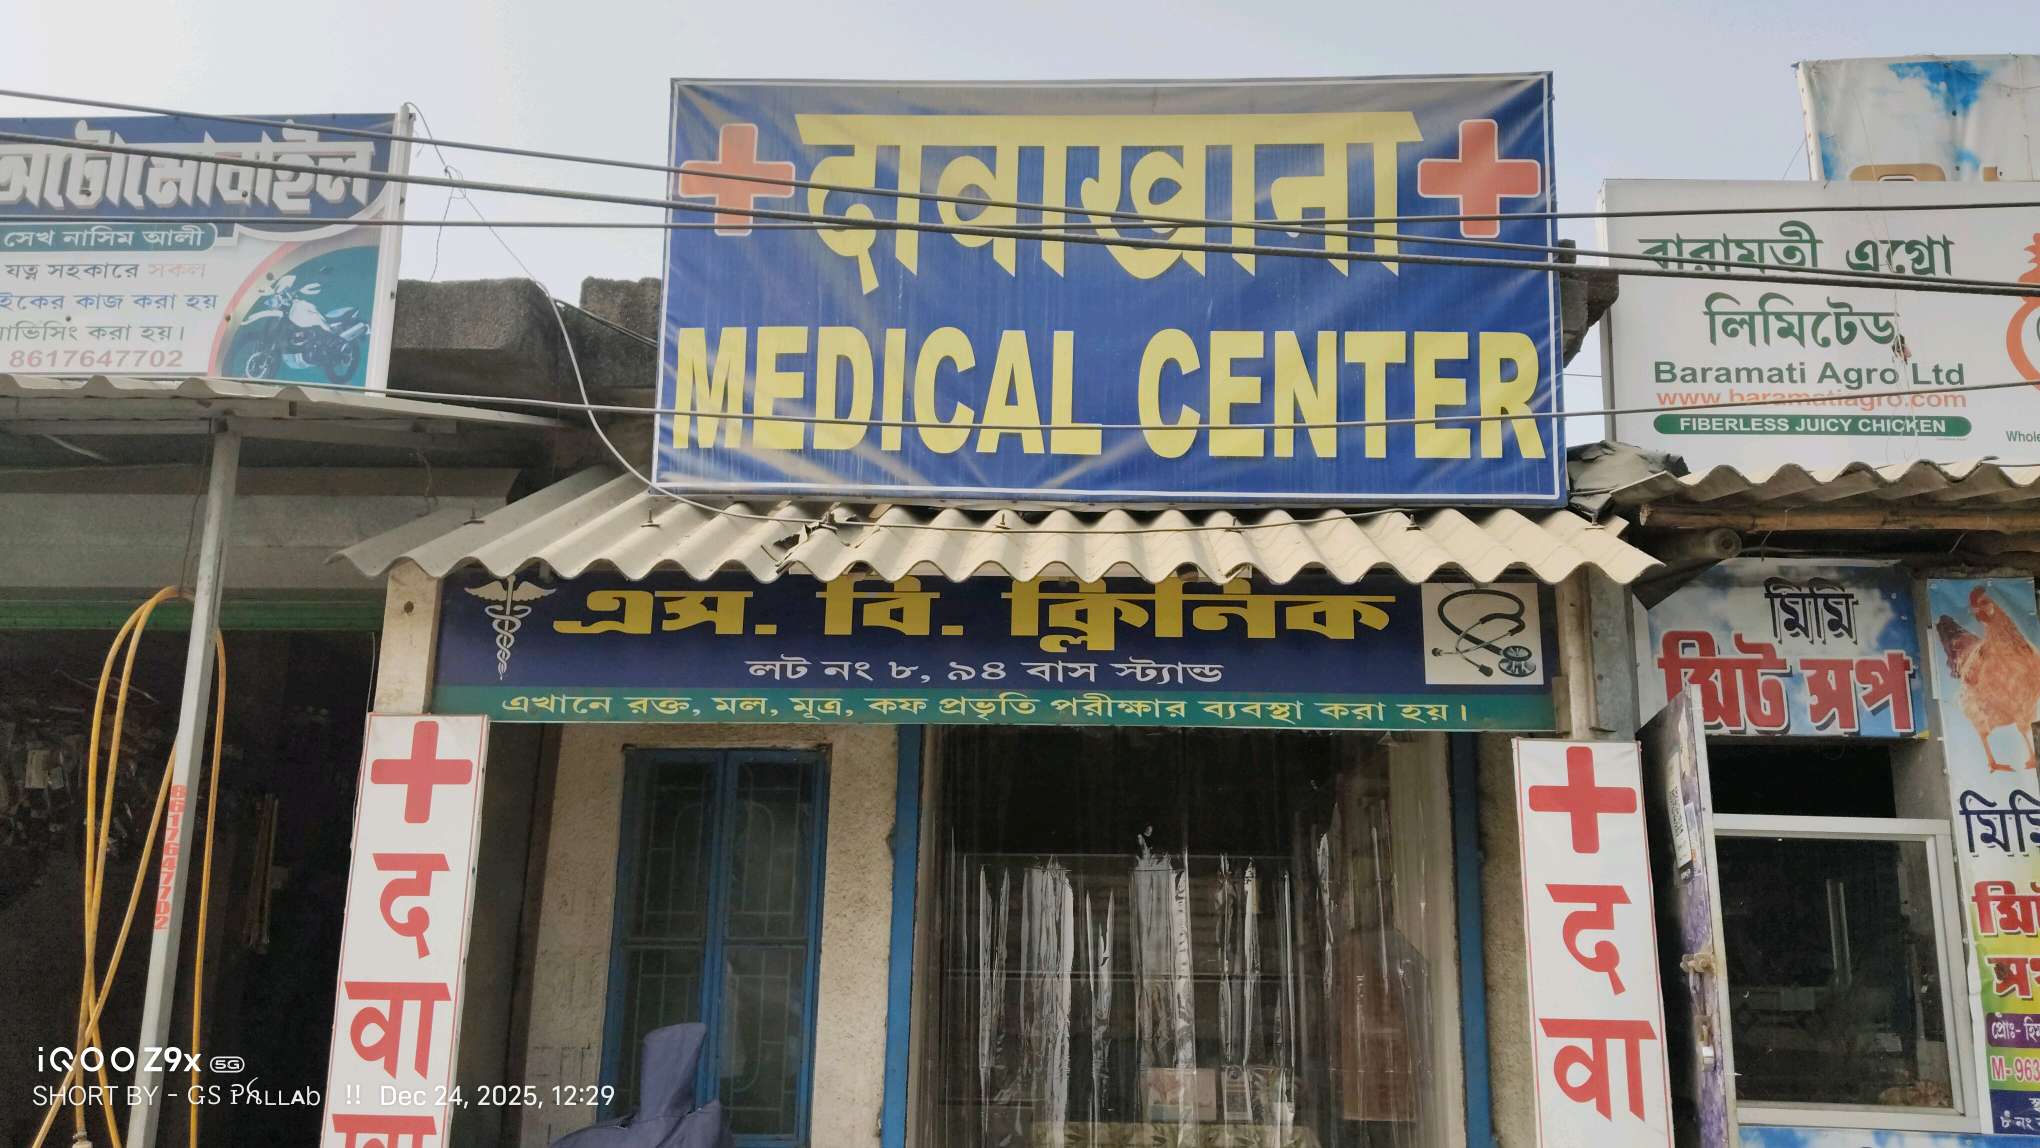 অটোমোবাইল
সেখ নাসিম আলী
যত্ন সহকারে সকল
ইকের কাজ করা হয়
সার্ভিসিং করা হয়।
8617647702
दावाखाना
MEDICAL CENTER
বারামতী এগ্রো
লিমিটেড
Baramati Agro Ltd
www.baramatiagro.com
FIBERLESS JUICY CHICKEN
এস. বি. ক্লিনিক
লট নং ৮, ৯৪ বাস স্ট্যান্ড
এখানে রক্ত, মল, মূত্র, কফ প্রভৃতি পরীক্ষার ব্যবস্থা করা হয়।
মিমি
মিট সপ
8617647702
द
वा
खा
द
वा
মিমি
প্রোঃ-
M-963
iQOO Z9x 5G
SHORT BY - GS Pallab !! Dec 24, 2025, 12:29